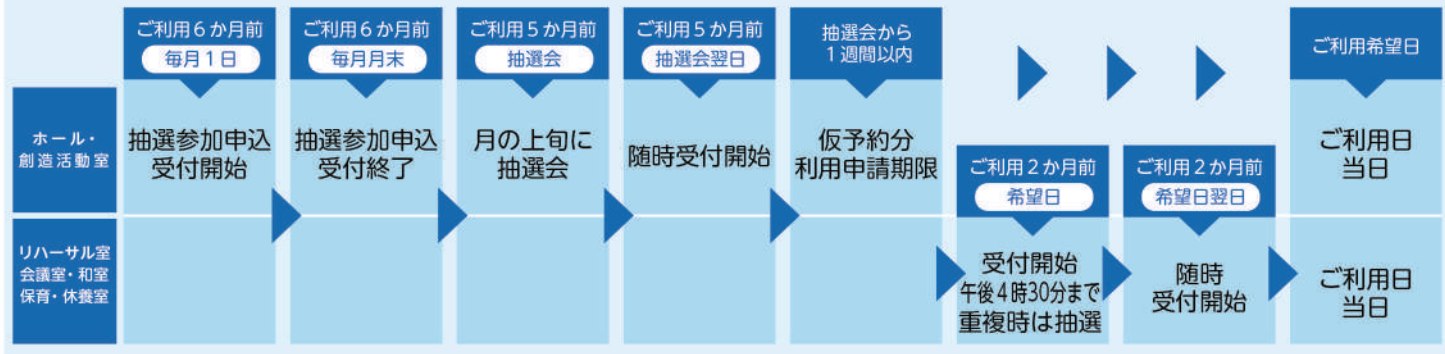 ご利用6か月前
毎月1日
ご利用6か月前
毎月月末
ご利用5か月前
抽選会
ご利用5か月前
抽選会翌日
抽選会から
1週間以内
ご利用希望日
ホール・
創造活動室
抽選参加申込
受付開始
抽選参加申込
受付終了
月の上旬に
抽選会
随時受付開始
仮予約分
利用申請期限
ご利用日
当日
ご利用2か月前
希望日
ご利用2か月前
希望日翌日
リハーサル室
会議室・和室
保育・休養室
受付開始
午後4時30分まで
重複時は抽選
随時
受付開始
ご利用日
当日